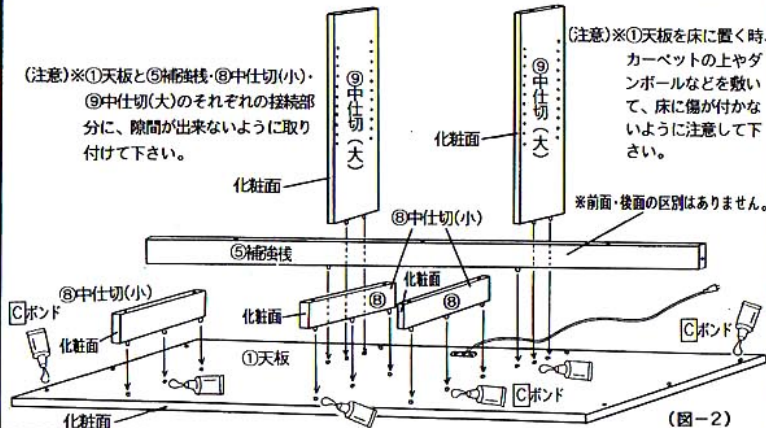 (注意)※①天板と⑤補強桟・⑧中仕切(小)・
⑨中仕切(大)のそれぞれの接続部
分に、隙間が出来ないように取り
付けて下さい。
(注意)※①天板を床に置く時、
カーペットの上やダ
ンボールなどを敷い
て、床に傷が付かな
いように注意して下
さい。
⑨中仕切(大)
⑨中仕切(大)
化粧面
化粧面
※前面・後面の区別はありません。
⑧中仕切(小)
⑤補強桟
⑧中仕切(小)
化粧面
⑧
⑧
Cボンド
化粧面
化粧面
Cボンド
①天板
Cボンド
化粧面
(図−2)